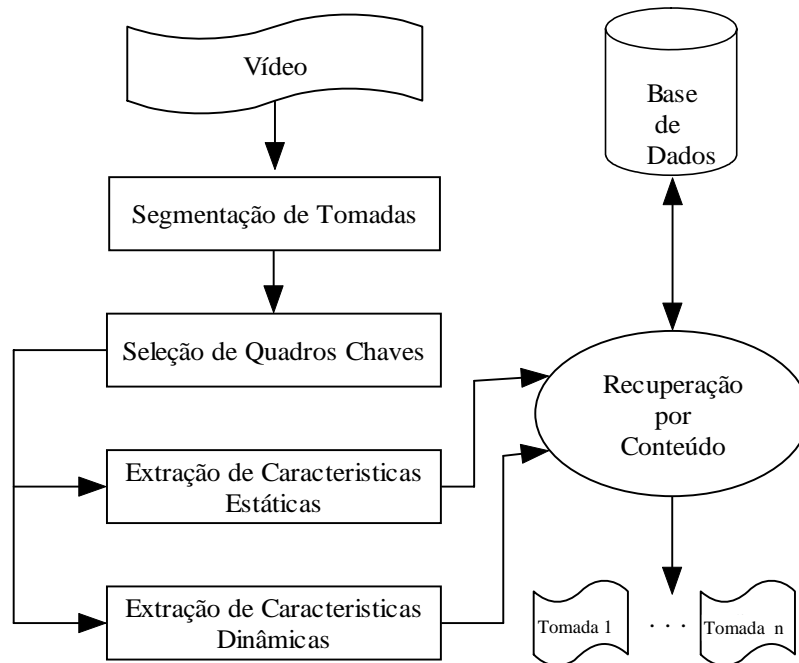 Vídeo
Segmentação de Tomadas
Seleção de Quadros Chaves
Extração de Caracteristicas
Estáticas
Extração de Caracteristicas
Dinâmicas
Base
de
Dados
Recuperação
por
Conteúdo
Tomada 1 . . . Tomada n